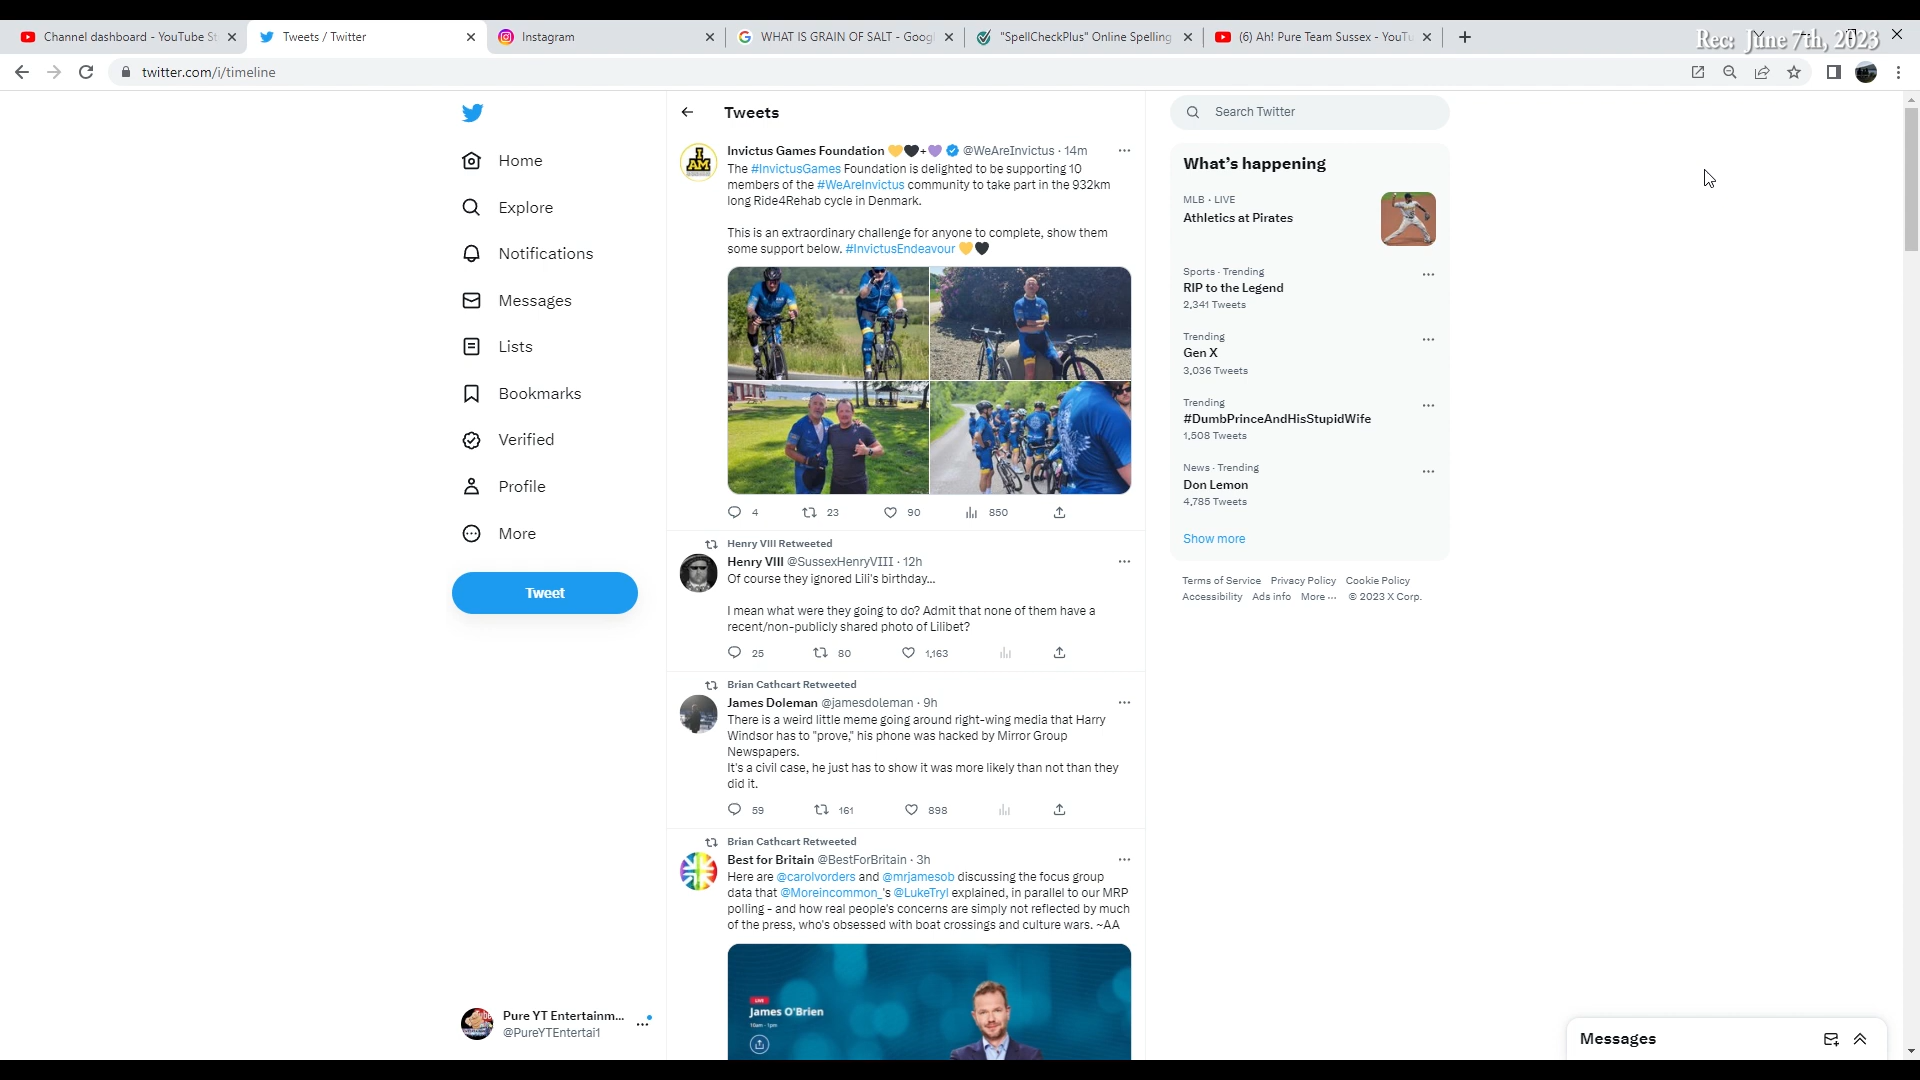 Channel dashboard - YouTube St
Tweets / Twitter
Instagram
WHAT IS GRAIN OF SALT - Googl
"SpellCheckPlus" Online Spelling
(6) Ah! Pure Team Sussex - YouTu
Rec: June 7th, 2023
twitter.com/i/timeline
Home
Explore
Notifications
Messages
Lists
Bookmarks
Verified
Profile
More
Tweet
Pure YT Entertainm...
@PureYTEntertai1
Tweets
Invictus Games Foundation 💛🖤+💜 @WeAreInvictus · 14m
The #InvictusGames Foundation is delighted to be supporting 10
members of the #WeAreInvictus community to take part in the 932km
long Ride4Rehab cycle in Denmark.
This is an extraordinary challenge for anyone to complete, show them
some support below. #InvictusEndeavour 💛🖤
4 23 90 850
Henry VIII Retweeted
Henry VIII @SussexHenryVIII · 12h
Of course they ignored Lili's birthday...
I mean what were they going to do? Admit that none of them have a
recent/non-publicly shared photo of Lilibet?
25 80 1,163
Brian Cathcart Retweeted
James Doleman @jamesdoleman · 9h
There is a weird little meme going around right-wing media that Harry
Windsor has to "prove," his phone was hacked by Mirror Group
Newspapers.
It's a civil case, he just has to show it was more likely than not than they
did it.
59 161 898
Brian Cathcart Retweeted
Best for Britain @BestForBritain · 3h
Here are @carolvorders and @mrjamesob discussing the focus group
data that @Moreincommon_'s @LukeTryl explained, in parallel to our MRP
polling - and how real people's concerns are simply not reflected by much
of the press, who's obsessed with boat crossings and culture wars. ~AA
LIVE
James O'Brien
10am - 1pm
Search Twitter
What's happening
MLB · LIVE
Athletics at Pirates
Sports · Trending
RIP to the Legend
2,341 Tweets
Trending
Gen X
3,036 Tweets
Trending
#DumbPrinceAndHisStupidWife
1,508 Tweets
News · Trending
Don Lemon
4,785 Tweets
Show more
Terms of Service Privacy Policy Cookie Policy
Accessibility Ads info More ··· © 2023 X Corp.
Messages